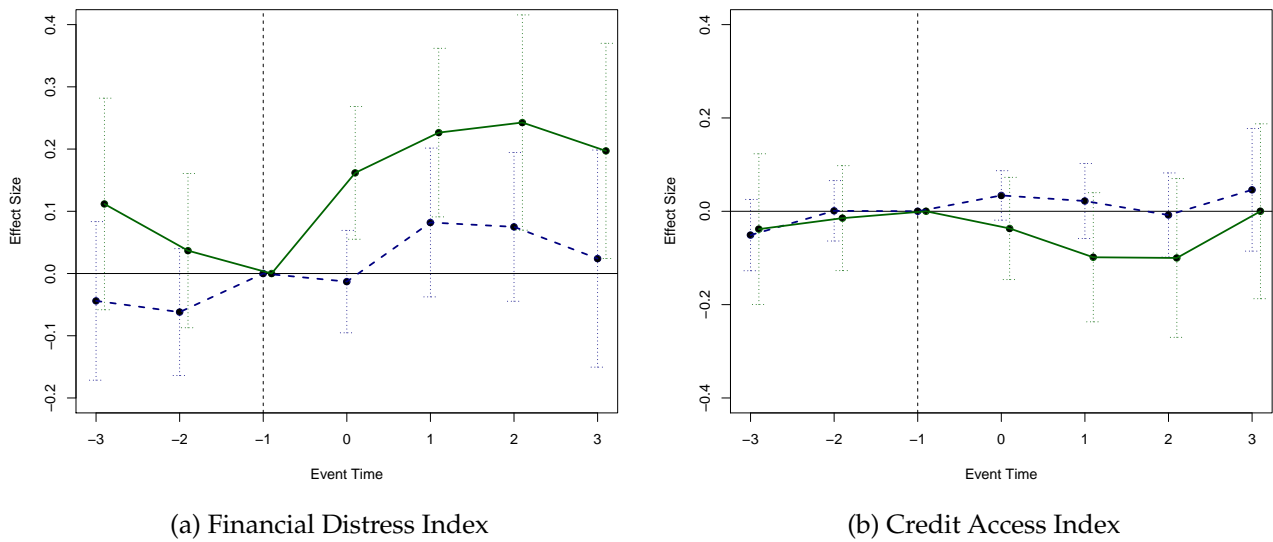 0.4
0.3
0.2
0.1
0.0
−0.1
−0.2
Effect Size
−3 −2 −1 0 1 2 3
Event Time
(a) Financial Distress Index
0.4
0.2
0.0
−0.2
−0.4
Effect Size
−3 −2 −1 0 1 2 3
Event Time
(b) Credit Access Index